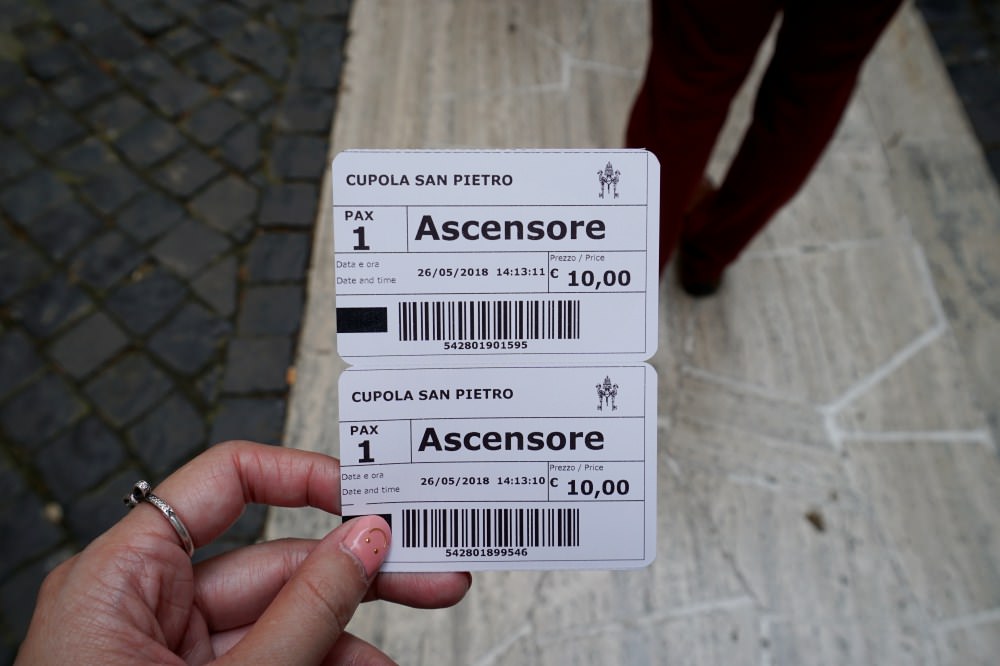 CUPOLA SAN PIETRO
PAX
1
Ascensore
Data e ora
Date and time
26/05/2018 14:13:11
Prezzo / Price
€ 10,00
542801901595
CUPOLA SAN PIETRO
PAX
1
Ascensore
Data e ora
Date and time
26/05/2018 14:13:10
Prezzo / Price
€ 10,00
542801899546